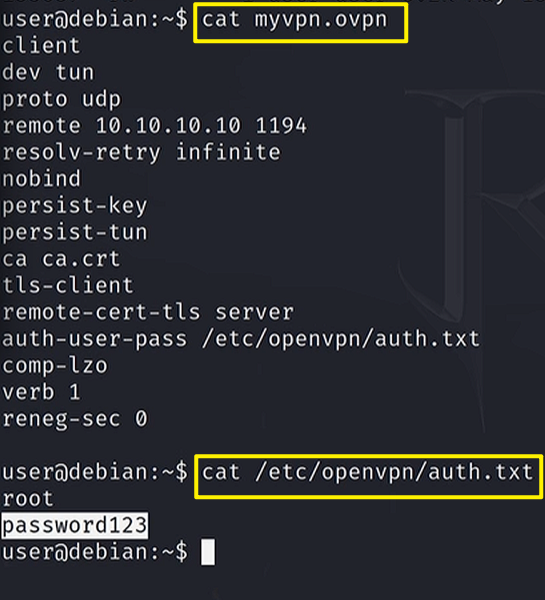 user@debian:~$ cat myvpn.ovpn
client
dev tun
proto udp
remote 10.10.10.10 1194
resolv-retry infinite
nobind
persist-key
persist-tun
ca ca.crt
tls-client
remote-cert-tls server
auth-user-pass /etc/openvpn/auth.txt
comp-lzo
verb 1
reneg-sec 0
user@debian:~$ cat /etc/openvpn/auth.txt
root
password123
user@debian:~$